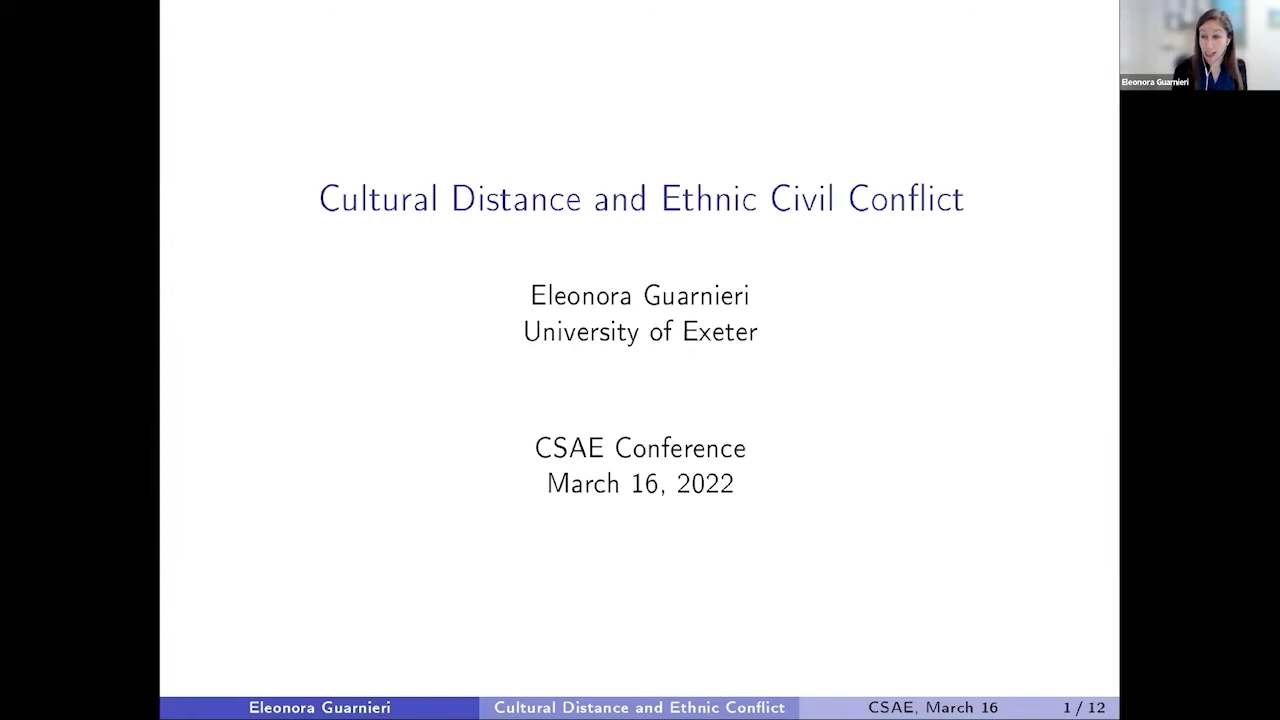 Eleonora Guarnieri
Cultural Distance and Ethnic Civil Conflict
Eleonora Guarnieri
University of Exeter
CSAE Conference
March 16, 2022
Eleonora Guarnieri
Cultural Distance and Ethnic Conflict
CSAE, March 16
1 / 12